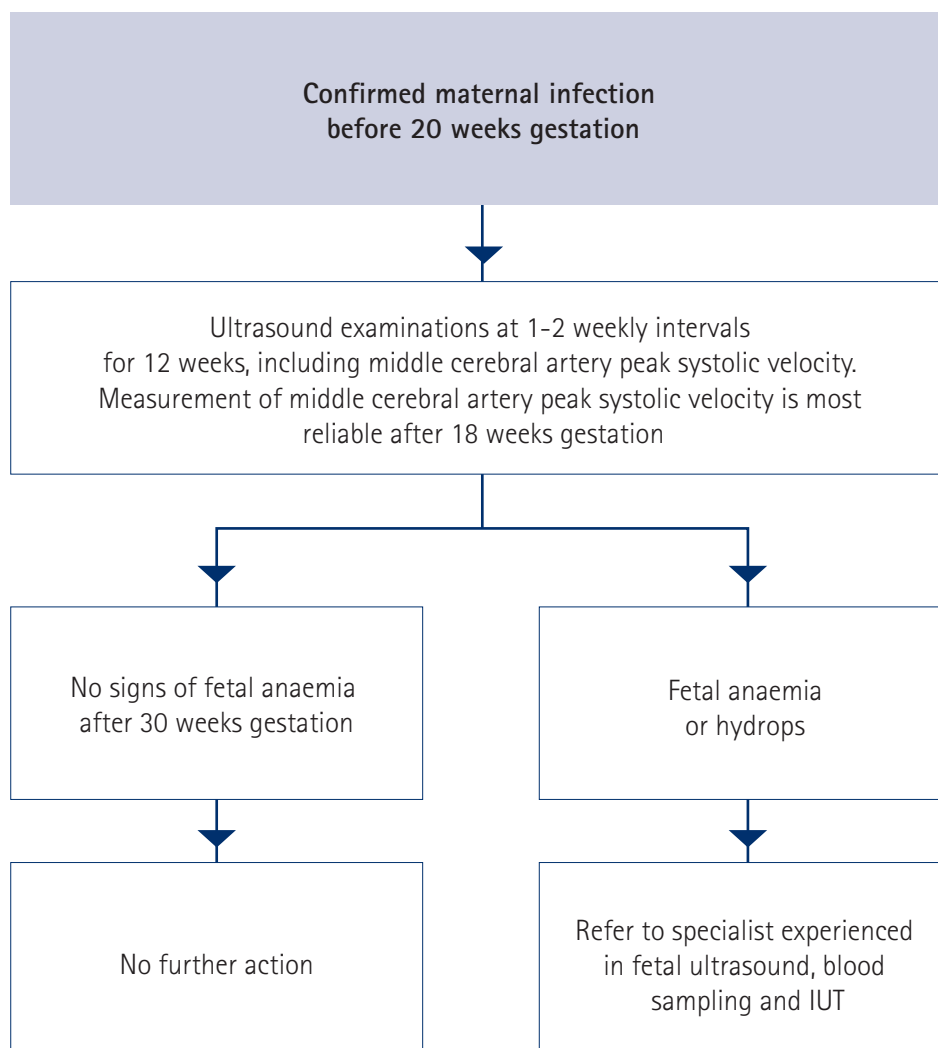 Confirmed maternal infection
before 20 weeks gestation
Ultrasound examinations at 1-2 weekly intervals
for 12 weeks, including middle cerebral artery peak systolic velocity.
Measurement of middle cerebral artery peak systolic velocity is most
reliable after 18 weeks gestation
No signs of fetal anaemia
after 30 weeks gestation
Fetal anaemia
or hydrops
No further action
Refer to specialist experienced
in fetal ultrasound, blood
sampling and IUT